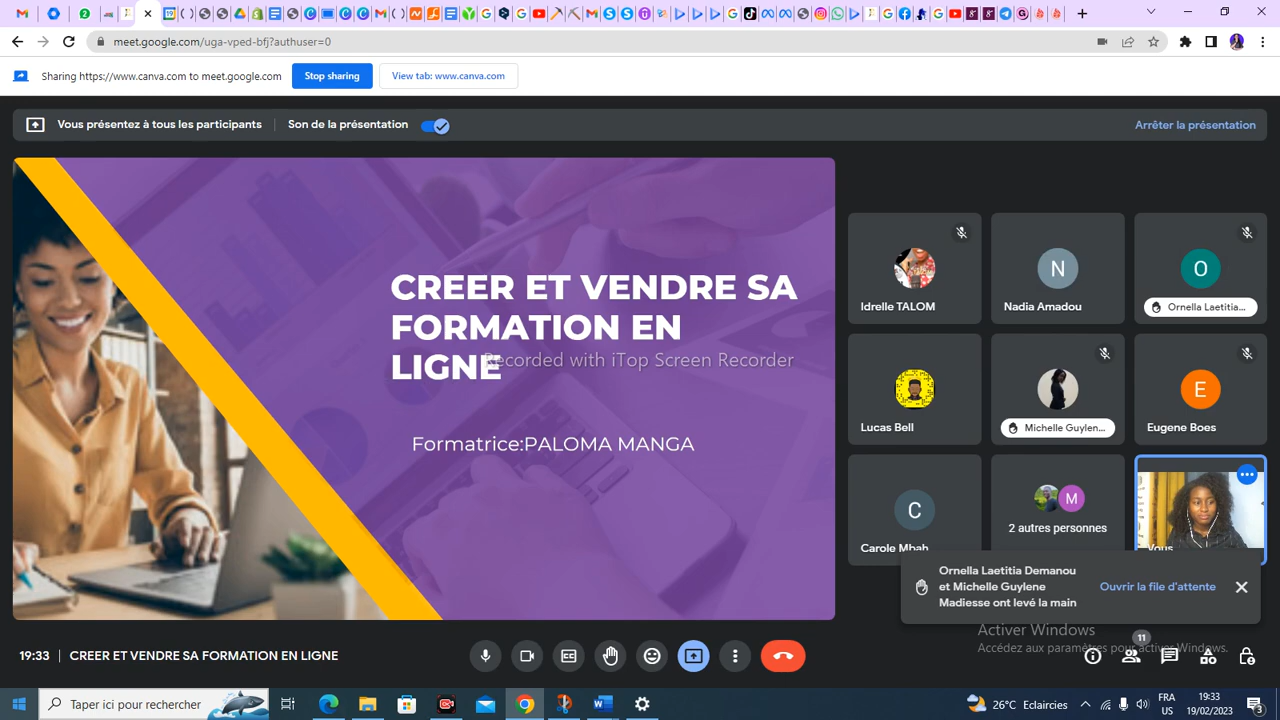 meet.google.com/uga-vped-bfj?authuser=0
Sharing https://www.canva.com to meet.google.com
Stop sharing
View tab: www.canva.com
Vous présentez à tous les participants
Son de la présentation
Arrêter la présentation
CREER ET VENDRE SA
FORMATION EN
LIGNE
Recorded with iTop Screen Recorder
Formatrice:PALOMA MANGA
Idrelle TALOM
N
Nadia Amadou
O
Ornella Laetitia...
Lucas Bell
Michelle Guylen...
E
Eugene Boes
C
Carole Mbah
M
2 autres personnes
Vous
Ornella Laetitia Demanou
et Michelle Guylene
Madiesse ont levé la main
Ouvrir la file d'attente
Activer Windows
Accédez aux paramètres pour activer Windows.
19:33
CREER ET VENDRE SA FORMATION EN LIGNE
11
Taper ici pour rechercher
26°C Eclaircies
FRA
US
19:33
19/02/2023
3